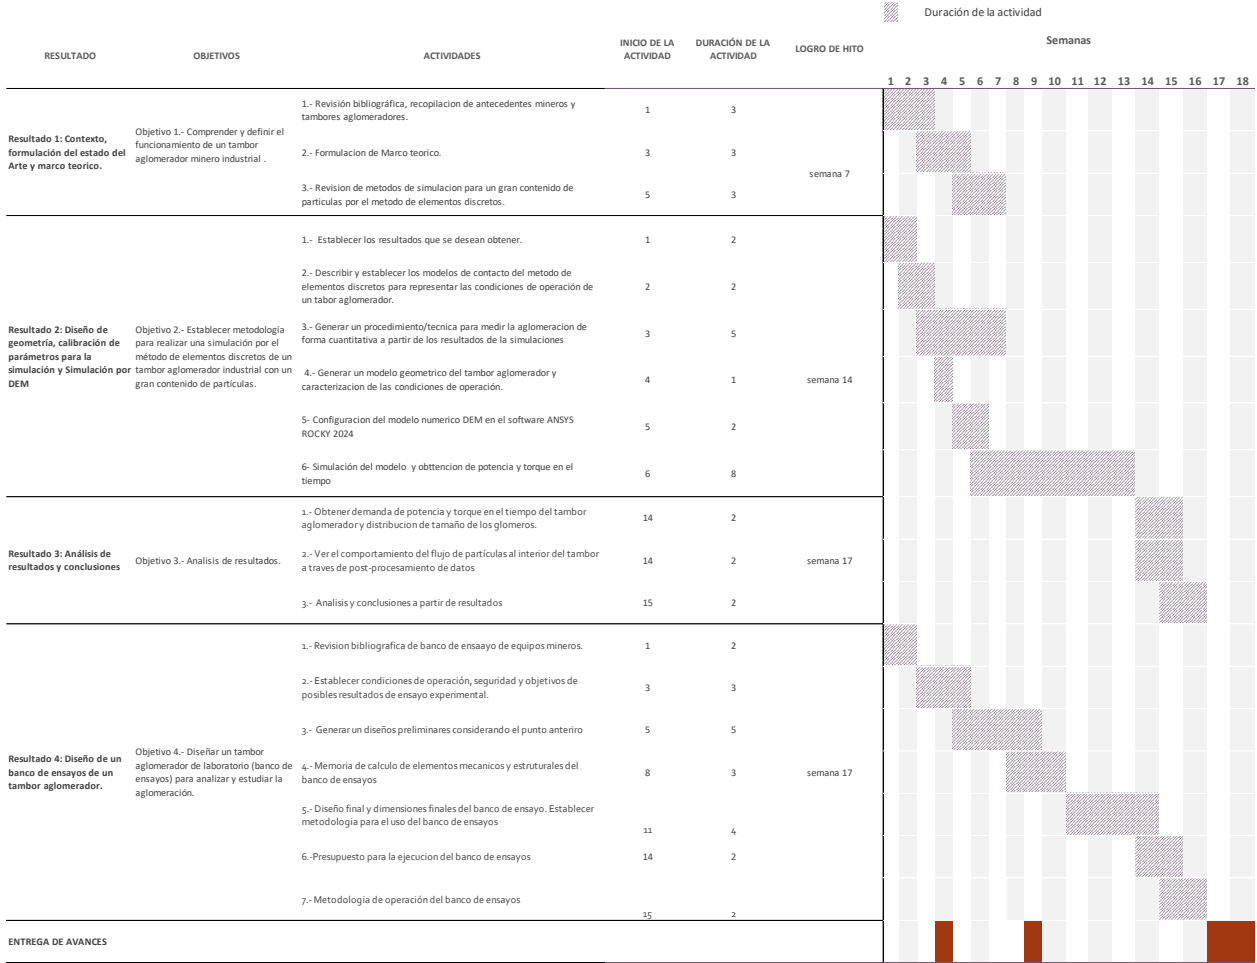 Duración de la actividad
RESULTADO
OBJETIVOS
ACTIVIDADES
INICIO DE LA
ACTIVIDAD
DURACIÓN DE LA
ACTIVIDAD
LOGRO DE HITO
Semanas
1 2 3 4 5 6 7 8 9 10 11 12 13 14 15 16 17 18
Resultado 1: Contexto,
formulación del estado del
Arte y marco teorico.
Objetivo 1.- Comprender y definir el
funcionamiento de un tambor
aglomerador minero industrial .
1.- Revisión bibliográfica, recopilacion de antecedentes mineros y
tambores aglomeradores.
1 3
2.- Formulacion de Marco teorico.
3 3
3.- Revision de metodos de simulacion para un gran contenido de
particulas por el metodo de elementos discretos.
5 3
semana 7
Resultado 2: Diseño de
geometría, calibración de
parámetros para la
simulación y Simulación por
DEM
Objetivo 2.- Establecer metodología
para realizar una simulación por el
método de elementos discretos de un
tambor aglomerador industrial con un
gran contenido de partículas.
1.- Establecer los resultados que se desean obtener.
1 2
2.- Describir y establecer los modelos de contacto del metodo de
elementos discretos para representar las condiciones de operación de
un tabor aglomerador.
2 2
3.- Generar un procedimiento/tecnica para medir la aglomeracion de
forma cuantitativa a partir de los resultados de la simulaciones
3 5
4.- Generar un modelo geometrico del tambor aglomerador y
caracterizacion de las condiciones de operación.
4 1
5- Configuracion del modelo numerico DEM en el software ANSYS
ROCKY 2024
5 2
6- Simulación del modelo y obttencion de potencia y torque en el
tiempo
6 8
semana 14
Resultado 3: Análisis de
resultados y conclusiones
Objetivo 3.- Analisis de resultados.
1.- Obtener demanda de potencia y torque en el tiempo del tambor
aglomerador y distribucion de tamaño de los glomeros.
14 2
2.- Ver el comportamiento del flujo de partículas al interior del tambor
a traves de post-procesamiento de datos
14 2
3.- Analisis y conclusiones a partir de resultados
15 2
semana 17
Resultado 4: Diseño de un
banco de ensayos de un
tambor aglomerador.
Objetivo 4.- Diseñar un tambor
aglomerador de laboratorio (banco de
ensayos) para analizar y estudiar la
aglomeración.
1.- Revision bibliografica de banco de ensaayo de equipos mineros.
1 2
2.- Establecer condiciones de operación, seguridad y objetivos de
posibles resultados de ensayo experimental.
3 3
3.- Generar un diseños preliminares considerando el punto anteriro
5 5
4.- Memoria de calculo de elementos mecanicos y estructurales del
banco de ensayos
8 3
5.- Diseño final y dimensiones finales del banco de ensayo. Establecer
metodologia para el uso del banco de ensayos
11 4
6.-Presupuesto para la ejecucion del banco de ensayos
14 2
7.- Metodologia de operación del banco de ensayos
15 2
semana 17
ENTREGA DE AVANCES